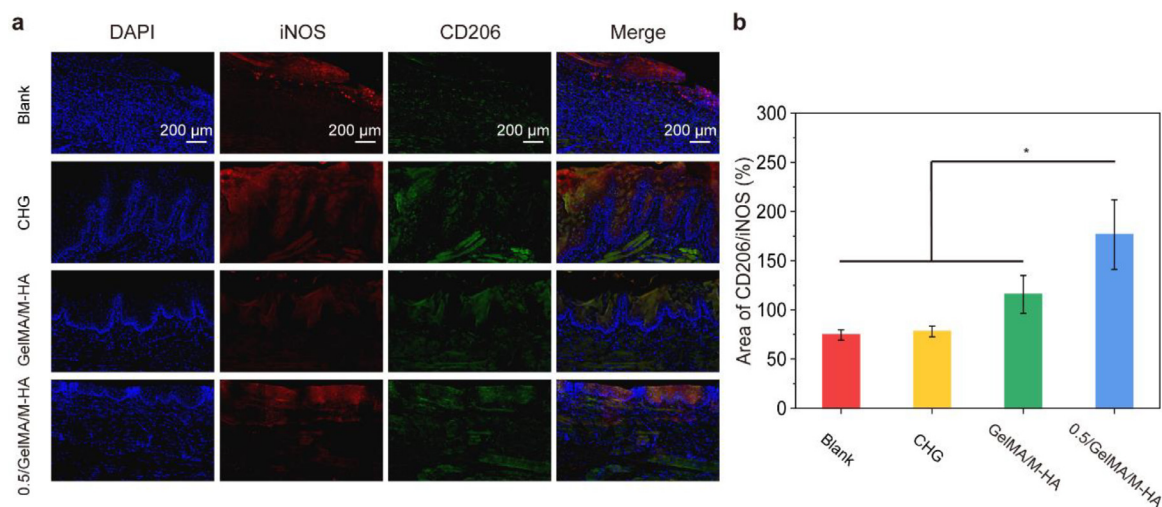 a
DAPI iNOS CD206 Merge
Blank
200 μm 200 μm 200 μm 200 μm
CHG
GelMA/M-HA
0.5/GelMA/M-HA
b
Area of CD206/iNOS (%)
300
250
200
150
100
50
0
*
Blank
CHG
GelMA/M-HA
0.5/GelMA/M-HA